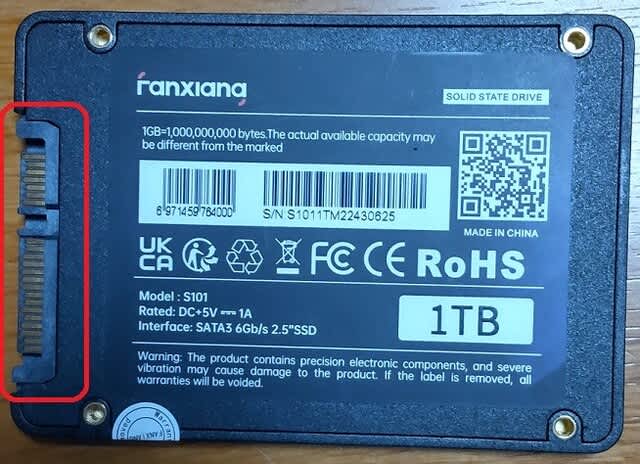 fanxiang
SOLID STATE DRIVE
1GB=1,000,000,000 bytes.The actual available capacity may
be different from the marked
6 971459 764000
S/N S1011TM22430625
MADE IN CHINA
UK
CA
FC CE RoHS
Model : S101
Rated: DC+5V⎓1A
Interface: SATA3 6Gb/s 2.5"SSD
1TB
Warning: The product contains precision electronic components, and severe
vibration may cause damage to the product. If the label is removed, all
warranties will be voided.